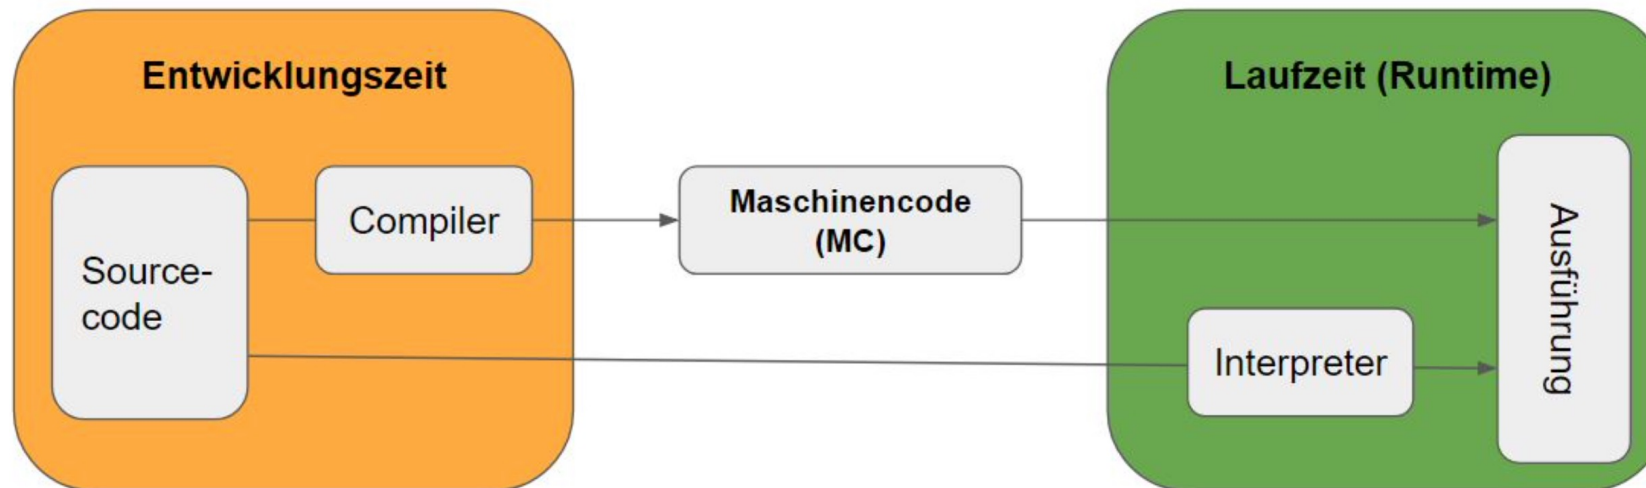 Entwicklungszeit
Laufzeit (Runtime)
Source-
code
Compiler
Maschinencode
(MC)
Interpreter
Ausführung